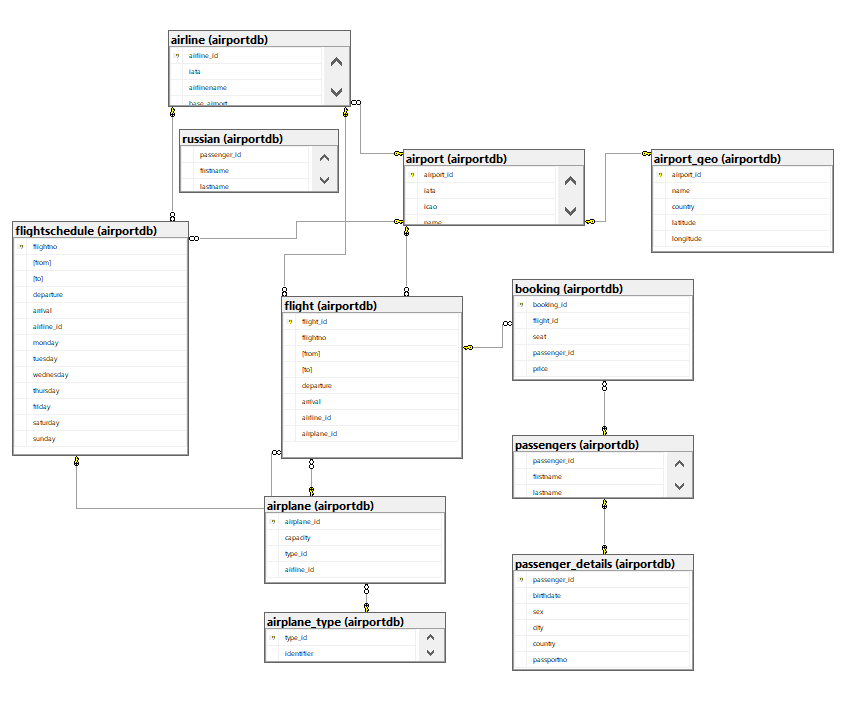 airline (airportdb)
airline_id
iata
airlinename
base_airport
russian (airportdb)
passenger_id
firstname
lastname
airport (airportdb)
airport_id
iata
icao
name
airport_geo (airportdb)
airport_id
name
country
latitude
longitude
flightschedule (airportdb)
flightno
[from]
[to]
departure
arrival
airline_id
monday
tuesday
wednesday
thursday
friday
saturday
sunday
flight (airportdb)
flight_id
flightno
[from]
[to]
departure
arrival
airline_id
airplane_id
booking (airportdb)
booking_id
flight_id
seat
passenger_id
price
passengers (airportdb)
passenger_id
firstname
lastname
airplane (airportdb)
airplane_id
capacity
type_id
airline_id
passenger_details (airportdb)
passenger_id
birthdate
sex
city
country
passportno
airplane_type (airportdb)
type_id
identifier